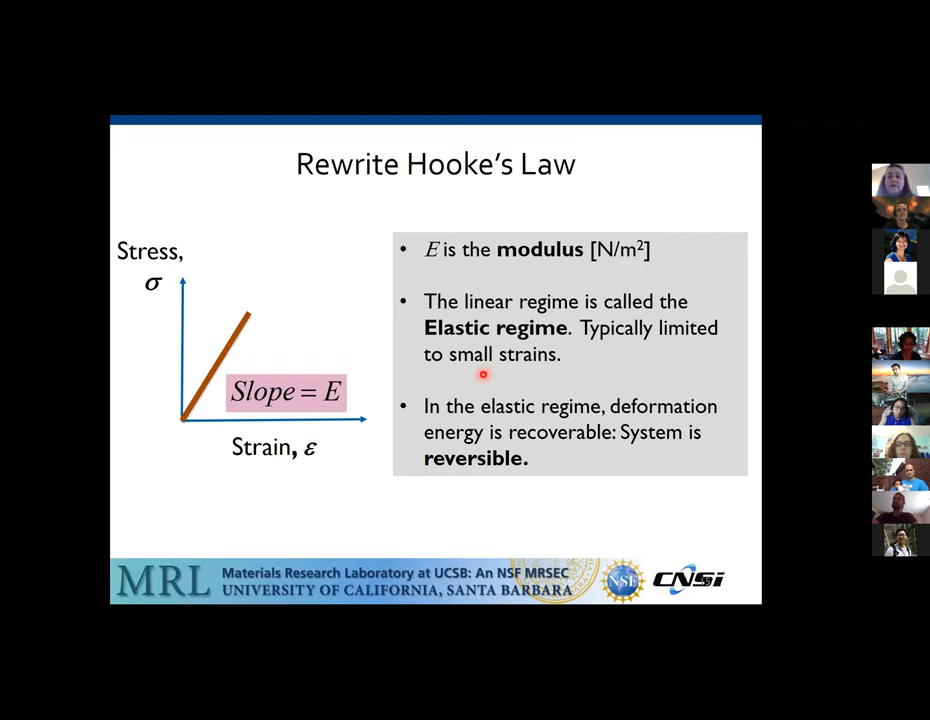 Rewrite Hooke's Law
Stress,
σ
Slope = E
Strain, ε
• E is the modulus [N/m²]
• The linear regime is called the
Elastic regime. Typically limited
to small strains.
• In the elastic regime, deformation
energy is recoverable: System is
reversible.
MRL
Materials Research Laboratory at UCSB: An NSF MRSEC
UNIVERSITY OF CALIFORNIA, SANTA BARBARA
NSF
CNSi